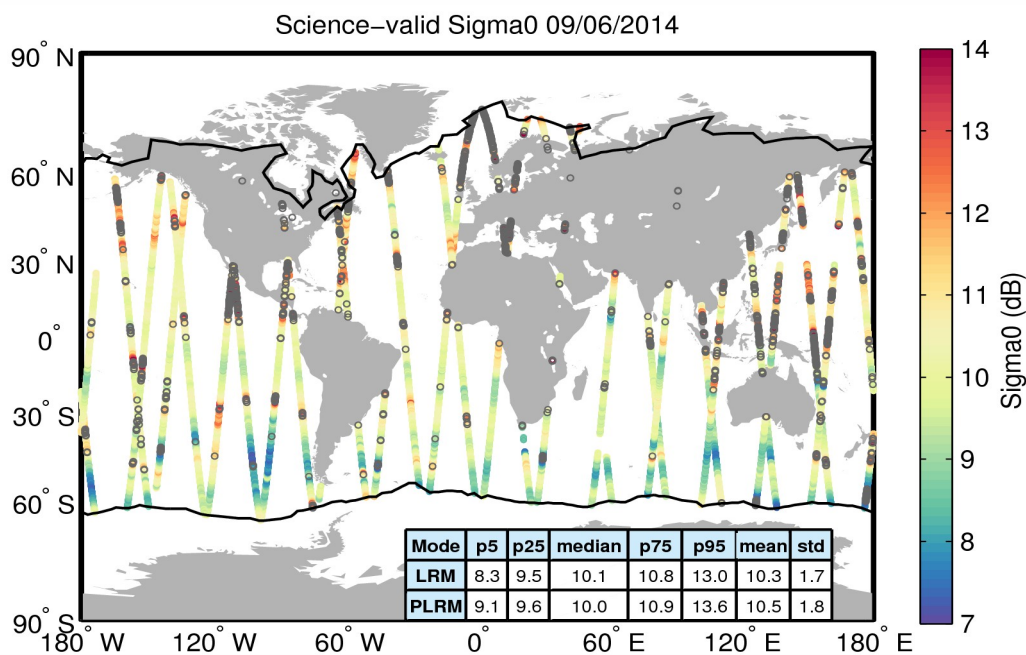 Science−valid Sigma0 09/06/2014
90° N
60° N
30° N
0°
30° S
60° S
90° S
180° W
120° W
60° W
0°
60° E
120° E
180° E
14
13
12
11
10
9
8
7
Sigma0 (dB)
Mode p5 p25 median p75 p95 mean std
LRM 8.3 9.5 10.1 10.8 13.0 10.3 1.7
PLRM 9.1 9.6 10.0 10.9 13.6 10.5 1.8